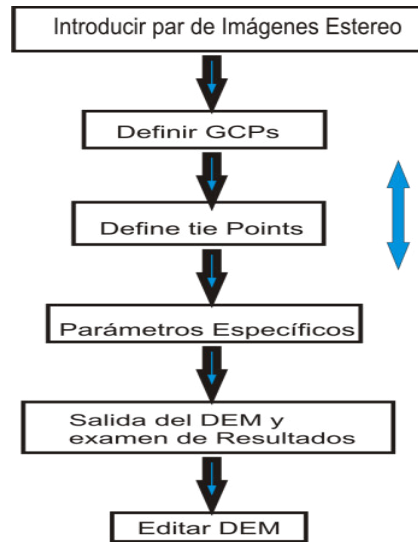 Introducir par de Imágenes Estereo
Definir GCPs
Define tie Points
Parámetros Específicos
Salida del DEM y
examen de Resultados
Editar DEM